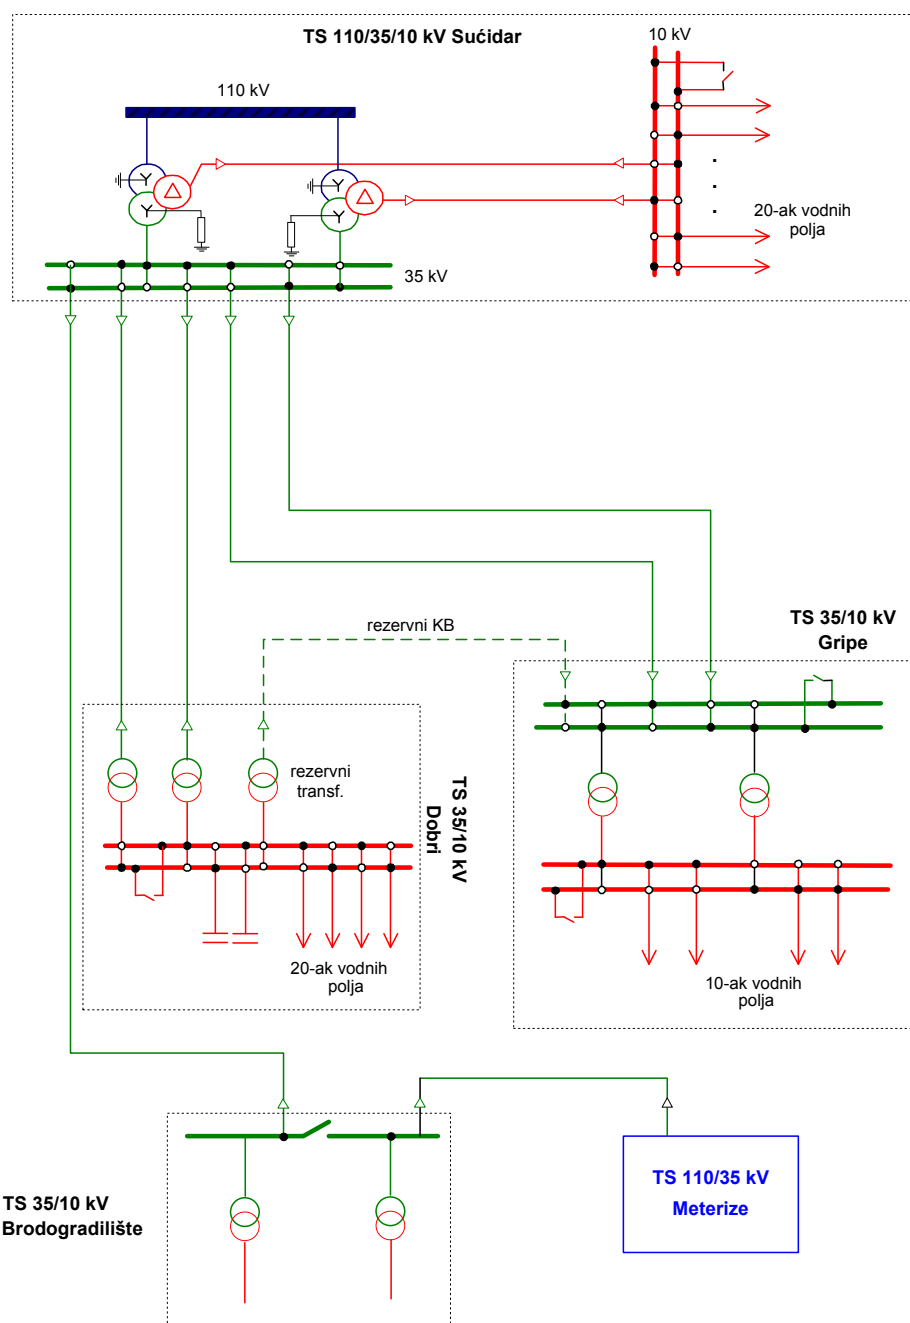 TS 110/35/10 kV Sućidar
10 kV
110 kV
20-ak vodnih
polja
35 kV
rezervni KB
TS 35/10 kV
Gripe
rezervni
transf.
TS 35/10 kV
Dobri
20-ak vodnih
polja
10-ak vodnih
polja
TS 110/35 kV
Meterize
TS 35/10 kV
Brodogradilište